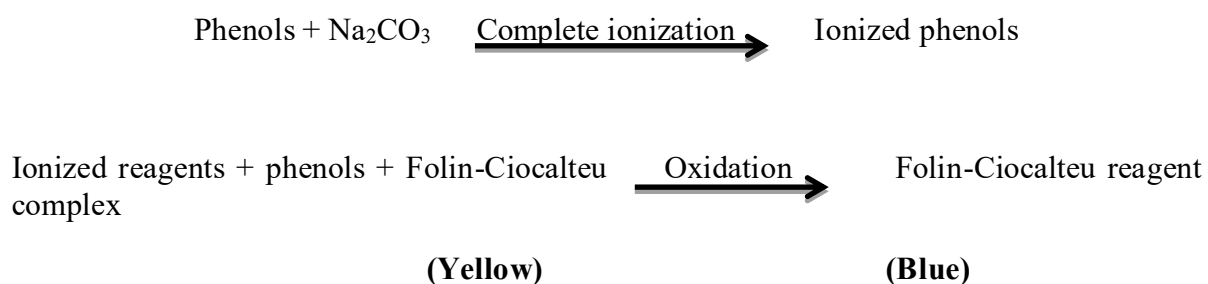 Phenols + Na₂CO₃ Complete ionization Ionized phenols
Ionized reagents + phenols + Folin-Ciocalteu Oxidation Folin-Ciocalteu reagent
complex
(Yellow) (Blue)